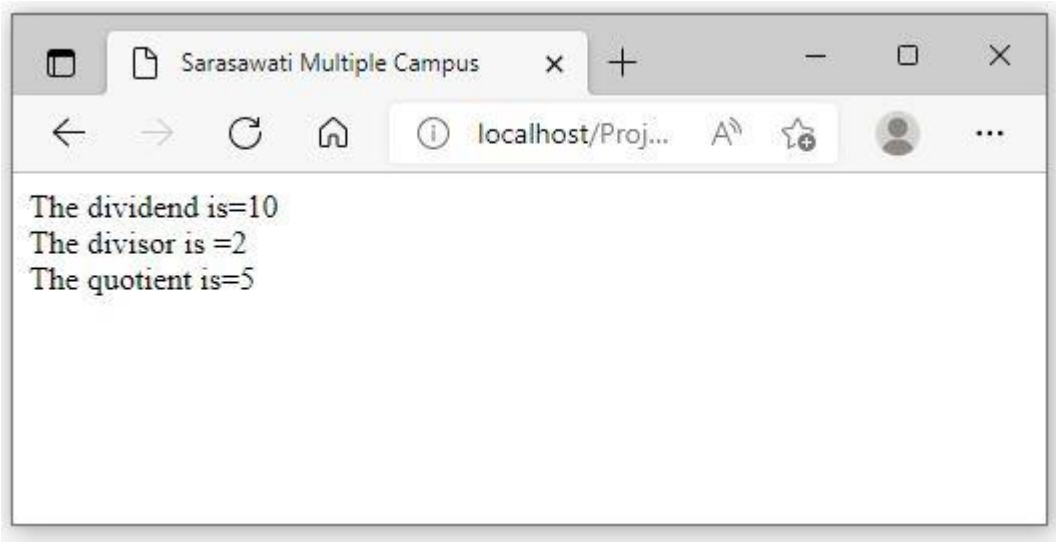 Sarasawati Multiple Campus
localhost/Proj...
The dividend is=10
The divisor is =2
The quotient is=5